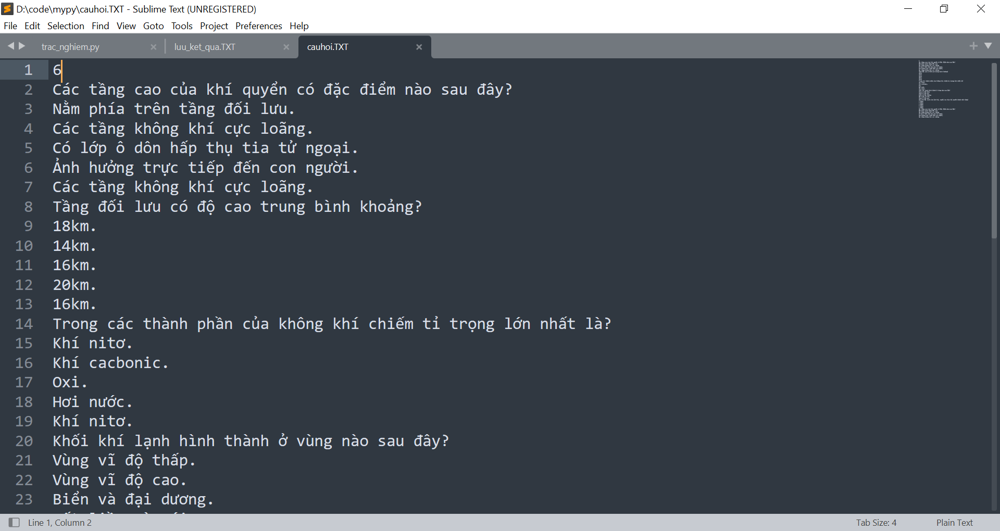 D:\code\mypy\cauhoi.TXT - Sublime Text (UNREGISTERED)
File Edit Selection Find View Goto Tools Project Preferences Help
trac_nghiem.py luu_ket_qua.TXT cauhoi.TXT
1 6
2 Các tầng cao của khí quyển có đặc điểm nào sau đây?
3 Nằm phía trên tầng đối lưu.
4 Các tầng không khí cực loãng.
5 Có lớp ô dôn hấp thụ tia tử ngoại.
6 Ảnh hưởng trực tiếp đến con người.
7 Các tầng không khí cực loãng.
8 Tầng đối lưu có độ cao trung bình khoảng?
9 18km.
10 14km.
11 16km.
12 20km.
13 16km.
14 Trong các thành phần của không khí chiếm tỉ trọng lớn nhất là?
15 Khí nitơ.
16 Khí cacbonic.
17 Oxi.
18 Hơi nước.
19 Khí nitơ.
20 Khối khí lạnh hình thành ở vùng nào sau đây?
21 Vùng vĩ độ thấp.
22 Vùng vĩ độ cao.
23 Biển và đại dương.
Line 1, Column 2 Tab Size: 4 Plain Text